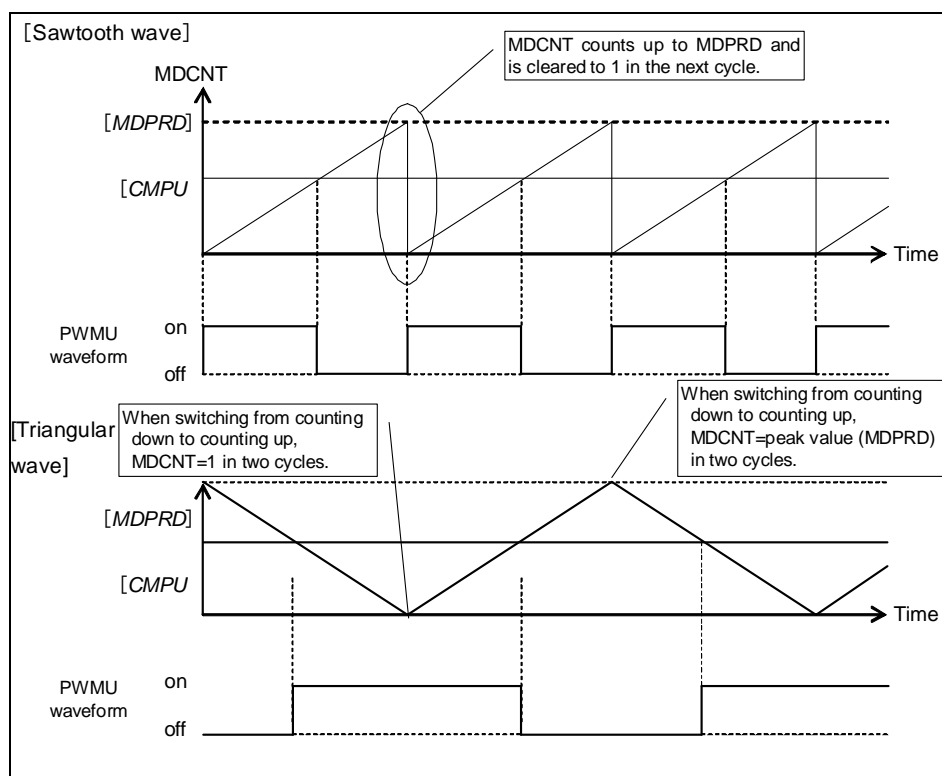 [Sawtooth wave]
MDCNT counts up to MDPRD and
is cleared to 1 in the next cycle.
MDCNT
[MDPRD]
[CMPU
Time
PWMU
waveform
on
off
[Triangular
wave]
When switching from counting
down to counting up,
MDCNT=1 in two cycles.
When switching from counting
down to counting up,
MDCNT=peak value (MDPRD)
in two cycles.
[MDPRD]
[CMPU
Time
PWMU
waveform
on
off